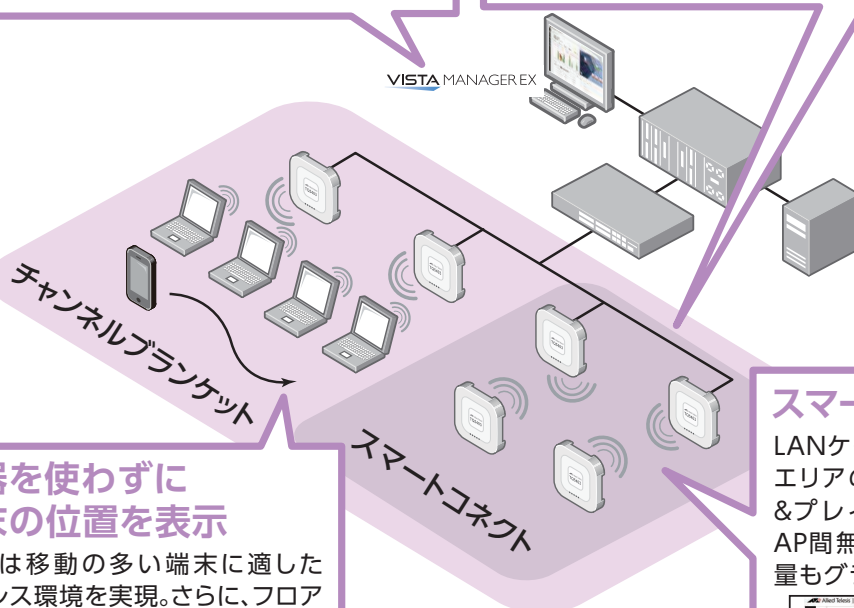 VISTA MANAGER EX
チャンネルブランケット
スマートコネクト
器を使わずに
末の位置を表示
は移動の多い端末に適した
ンス環境を実現。さらに、フロア
スマー
LANケ
エリアの
&プレイ
AP間無
量もグラ
Allied Telesis